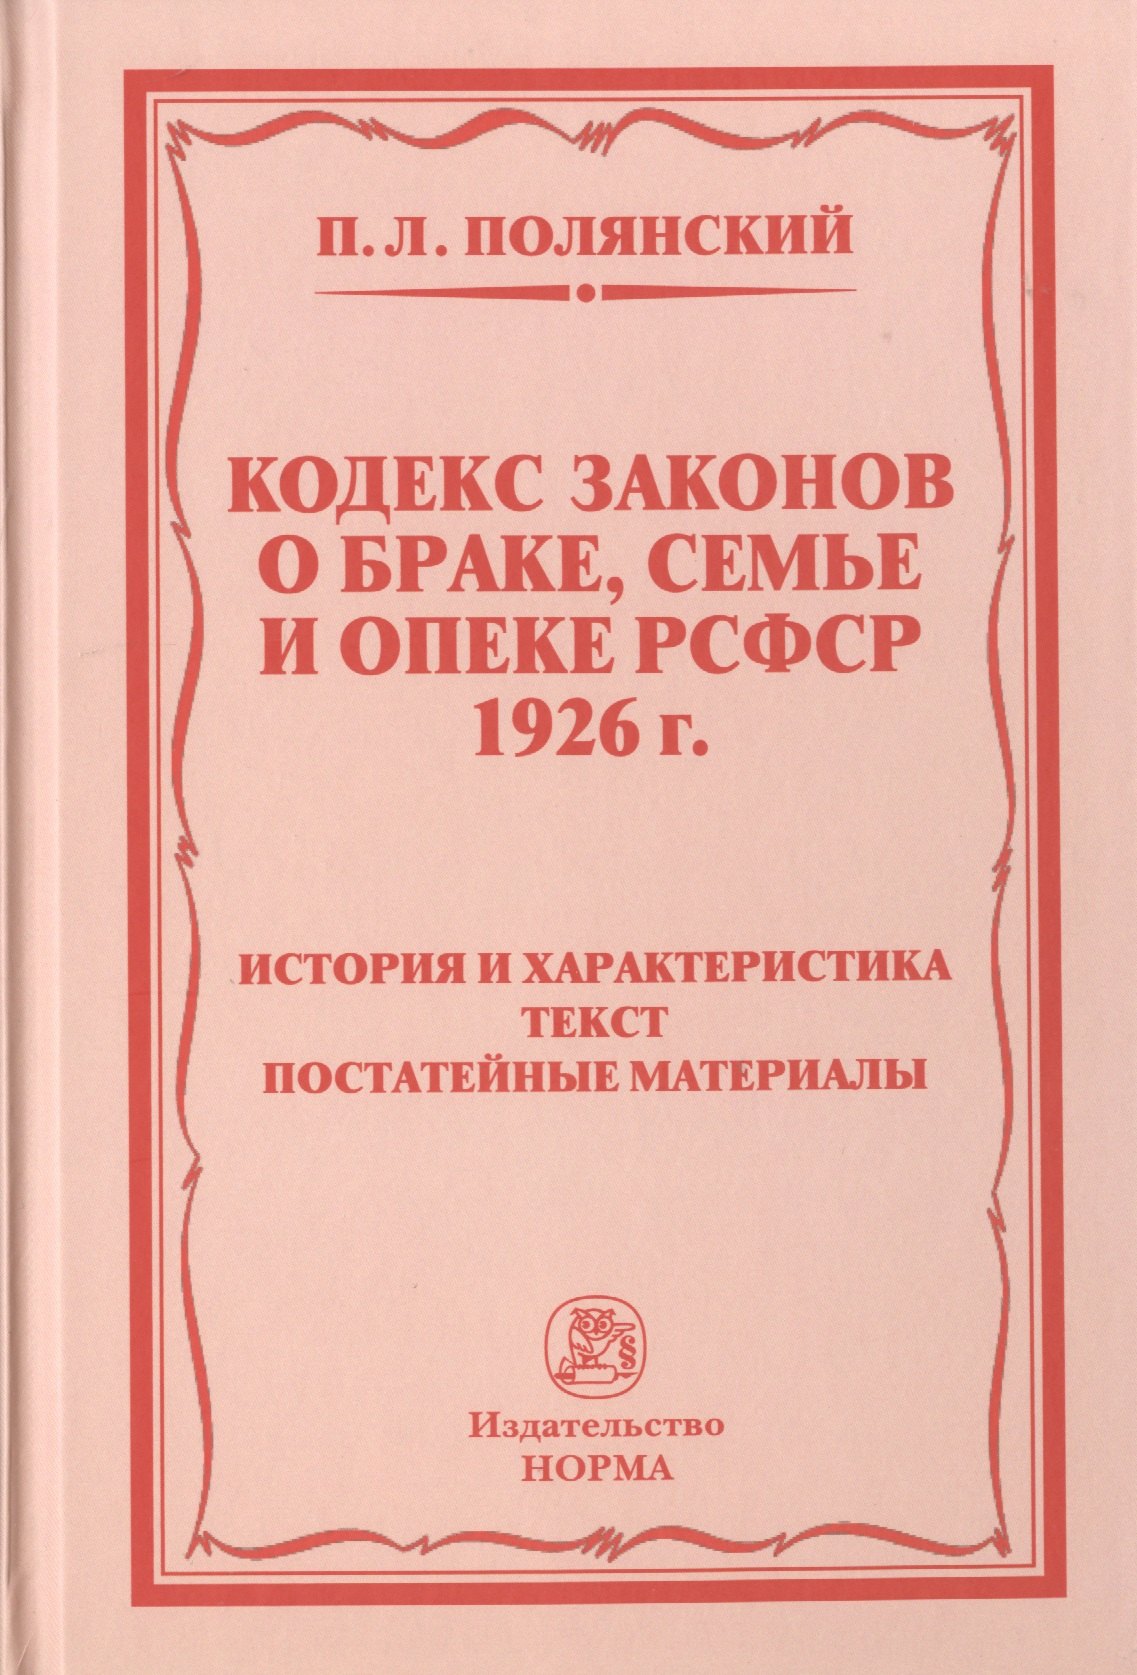 П. Л. ПОЛЯНСКИЙ
КОДЕКС ЗАКОНОВ
О БРАКЕ, СЕМЬЕ
И ОПЕКЕ РСФСР
1926 г.
ИСТОРИЯ И ХАРАКТЕРИСТИКА
ТЕКСТ
ПОСТАТЕЙНЫЕ МАТЕРИАЛЫ
§
Издательство
НОРМА